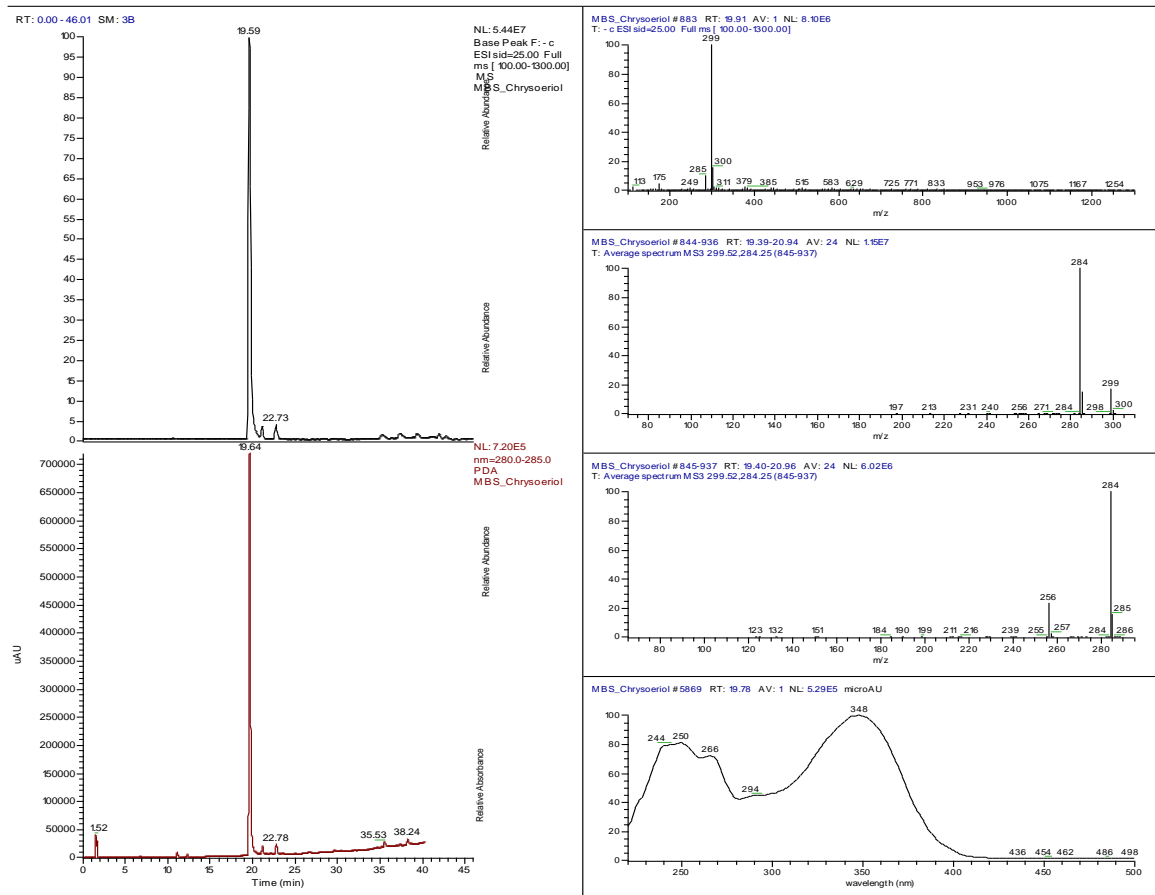 RT: 0.00 - 46.01 SM: 3B
NL: 5.44E7
Base Peak F: - c
ESI sid=25.00 Full
ms [ 100.00-1300.00]
MS
MBS_Chrysoeriol
19.59
22.73
100
95
90
85
80
75
70
65
60
55
50
45
40
35
30
25
20
15
10
5
0
Relative Abundance
Relative Abundance
NL: 7.20E5
nm=280.0-285.0
PDA
MBS_Chrysoeriol
19.64
1.52
22.78
35.53
38.24
700000
650000
600000
550000
500000
450000
400000
350000
300000
250000
200000
150000
100000
50000
0
uAU
Relative Abundance
Relative Absorbance
0 5 10 15 20 25 30 35 40 45
Time (min)
MBS_Chrysoeriol #883 RT: 19.91 AV: 1 NL: 8.10E6
T: - c ESI sid=25.00 Full ms [ 100.00-1300.00]
100
80
60
40
20
0
299
300
285
113 175 249 311 379 385 515 583 629 725 771 833 953 976 1075 1167 1254
200 400 600 800 1000 1200
m/z
MBS_Chrysoeriol #844-936 RT: 19.39-20.94 AV: 24 NL: 1.15E7
T: Average spectrum MS3 299.52,284.25 (845-937)
100
80
60
40
20
0
284
299
197 213 231 240 256 271 284 298 300
80 100 120 140 160 180 200 220 240 260 280 300
m/z
MBS_Chrysoeriol #845-937 RT: 19.40-20.96 AV: 24 NL: 6.02E6
T: Average spectrum MS3 299.52,284.25 (845-937)
100
80
60
40
20
0
284
256
285
123 132 151 184 190 199 211 216 239 255 257 284 286
80 100 120 140 160 180 200 220 240 260 280
m/z
MBS_Chrysoeriol #5869 RT: 19.78 AV: 1 NL: 5.29E5 microAU
100
80
60
40
20
0
348
244 250
266
294
436 454 462 486 498
250 300 350 400 450 500
wavelength (nm)